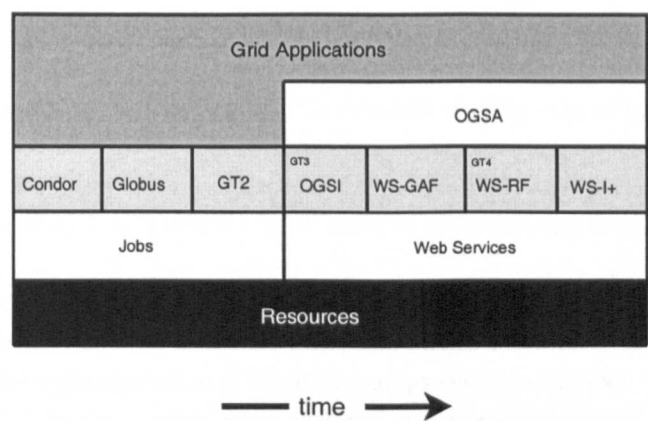 Grid Applications
OGSA
Condor
Globus
GT2
GT3
OGSI
WS-GAF
GT4
WS-RF
WS-I+
Jobs
Web Services
Resources
time